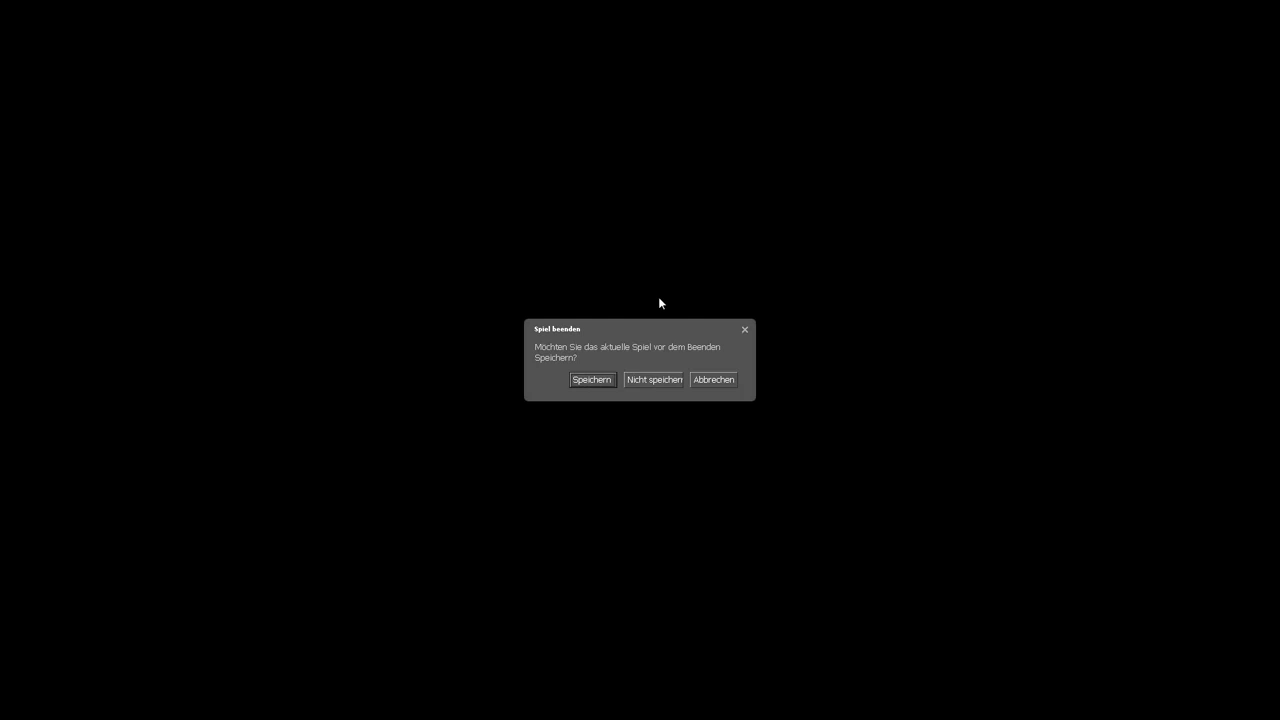 Spiel beenden
Möchten Sie das aktuelle Spiel vor dem Beenden
Speichern?
Speichern Nicht speichern Abbrechen